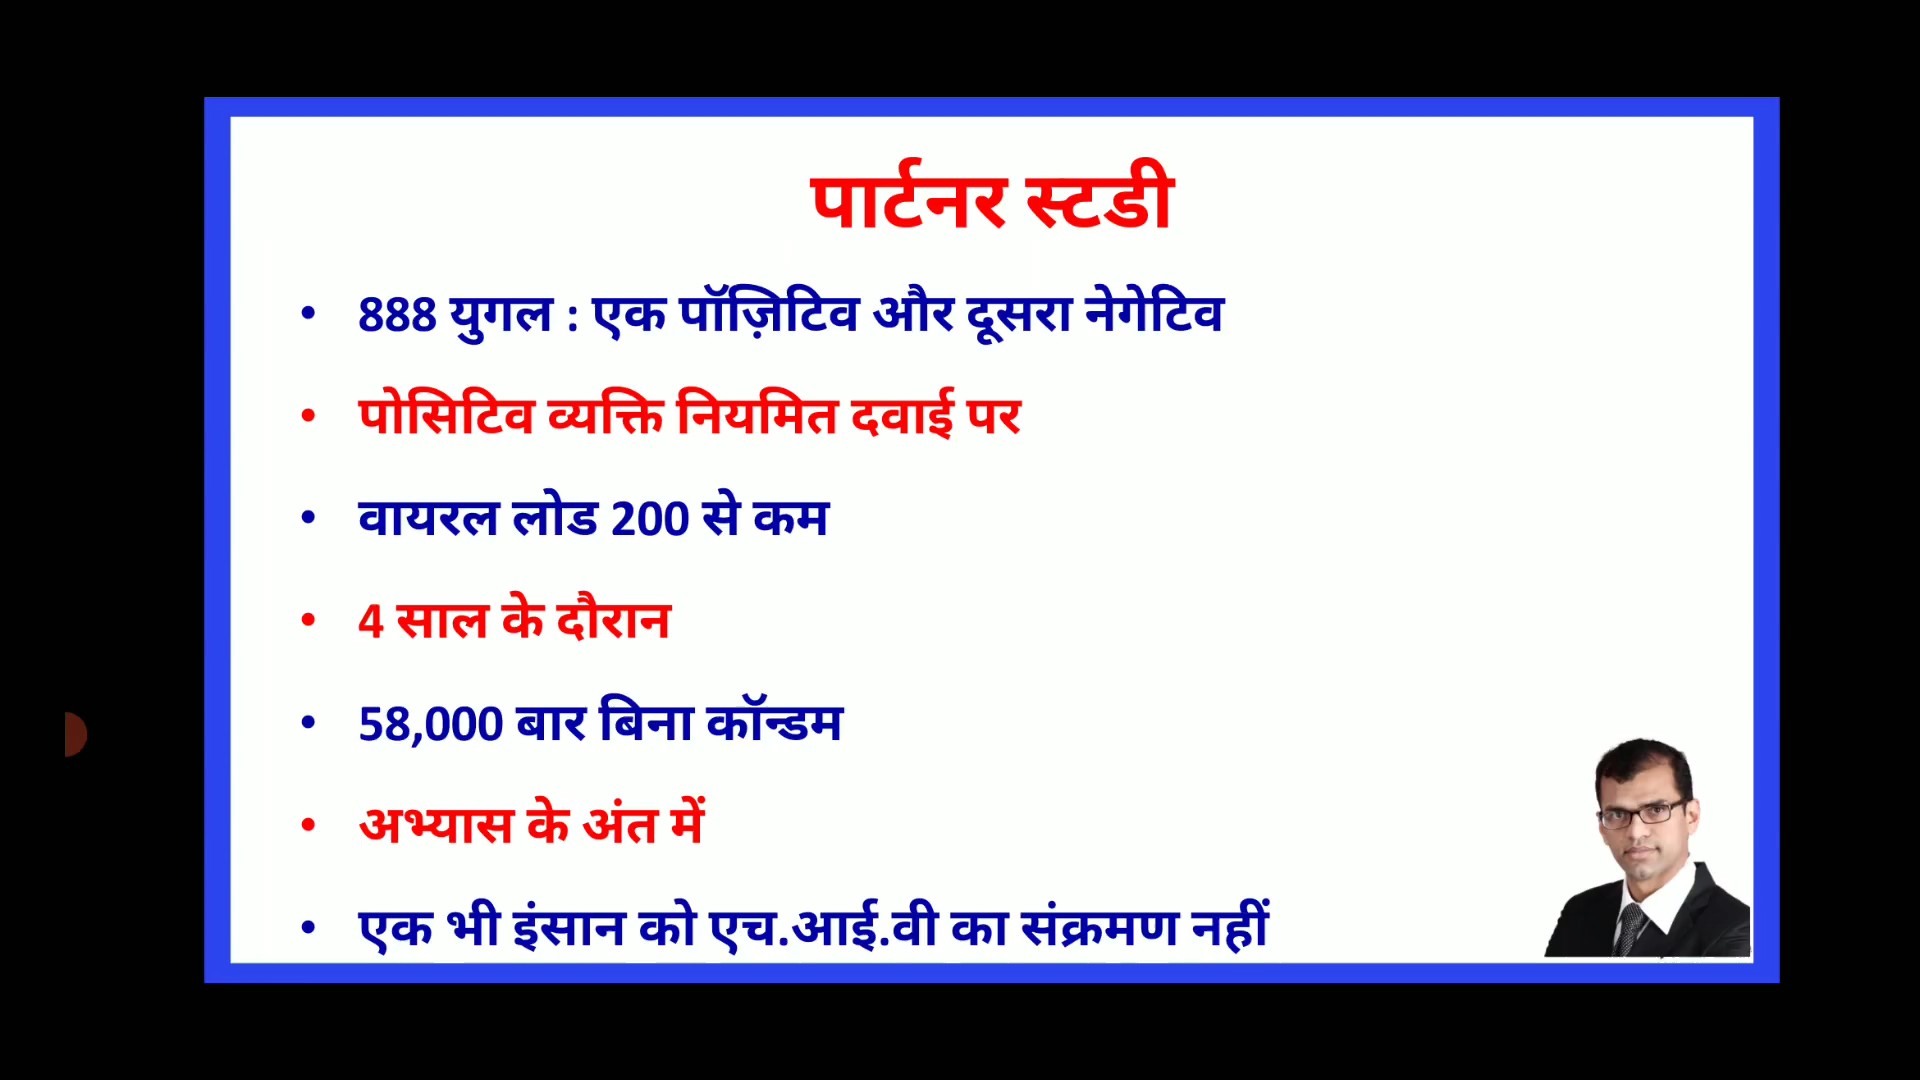 पार्टनर स्टडी
• 888 युगल : एक पॉज़िटिव और दूसरा नेगेटिव
• पोसिटिव व्यक्ति नियमित दवाई पर
• वायरल लोड 200 से कम
• 4 साल के दौरान
• 58,000 बार बिना कॉन्डम
• अभ्यास के अंत में
• एक भी इंसान को एच.आई.वी का संक्रमण नहीं